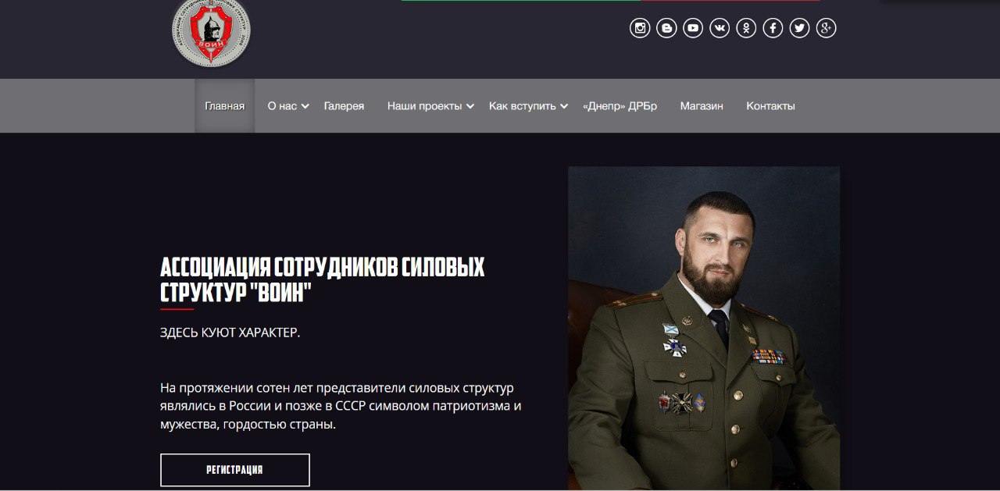 ВОИН
Главная
О нас
Галерея
Наши проекты
Как вступить
«Днепр» ДРБр
Магазин
Контакты
АССОЦИАЦИЯ СОТРУДНИКОВ СИЛОВЫХ
СТРУКТУР "ВОИН"
ЗДЕСЬ КУЮТ ХАРАКТЕР.
На протяжении сотен лет представители силовых структур
являлись в России и позже в СССР символом патриотизма и
мужества, гордостью страны.
РЕГИСТРАЦИЯ